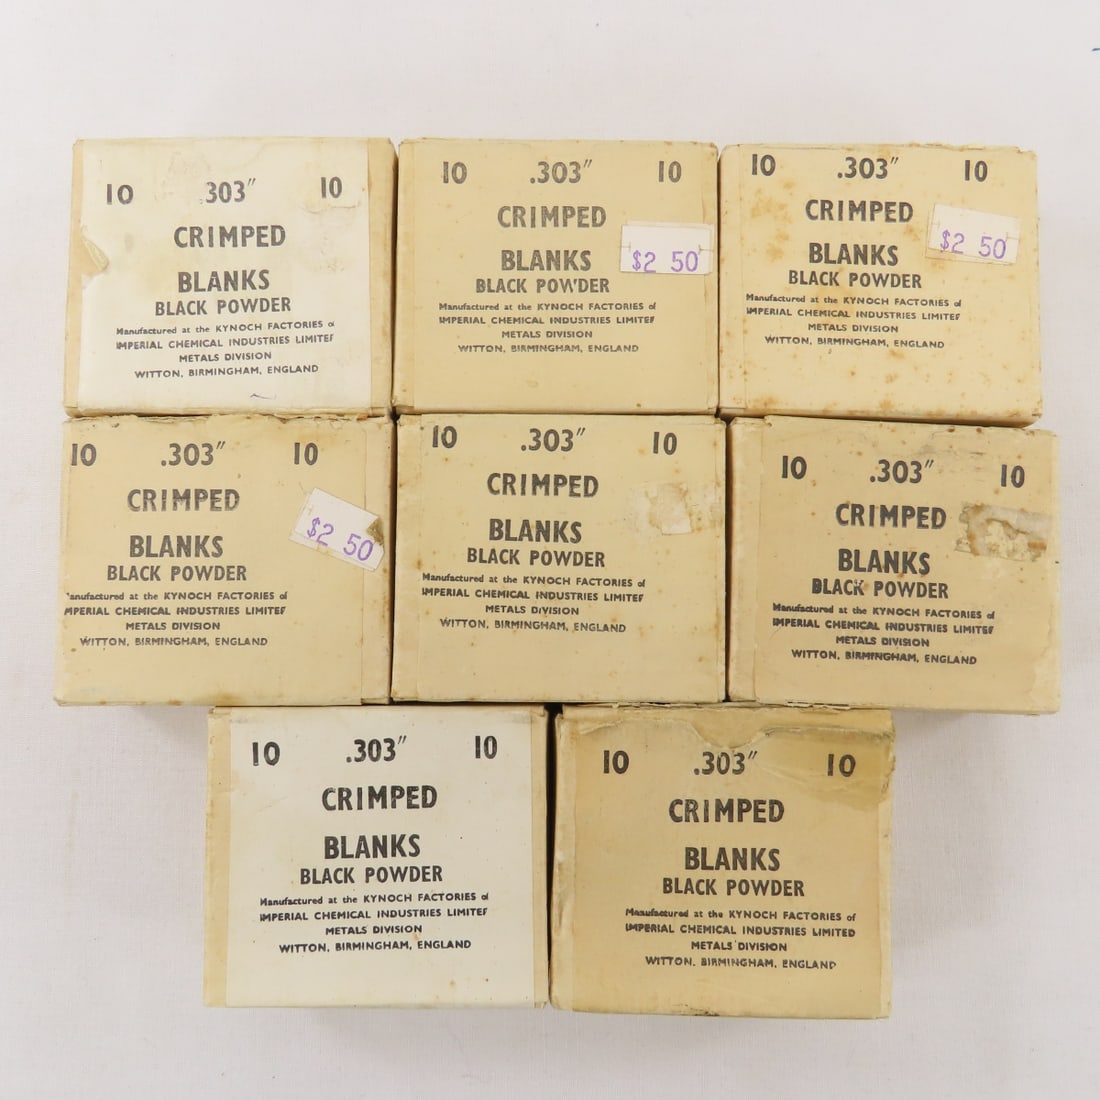 10 .303″ 10
CRIMPED
BLANKS
BLACK POWDER
Manufactured at the KYNOCH FACTORIES of
IMPERIAL CHEMICAL INDUSTRIES LIMITED
METALS DIVISION
WITTON, BIRMINGHAM, ENGLAND
10 .303″ 10
CRIMPED
BLANKS
$2 50
BLACK POWDER
Manufactured at the KYNOCH FACTORIES of
IMPERIAL CHEMICAL INDUSTRIES LIMITED
METALS DIVISION
WITTON, BIRMINGHAM, ENGLAND
10 .303″ 10
CRIMPED
$2 50
BLANKS
BLACK POWDER
Manufactured at the KYNOCH FACTORIES of
IMPERIAL CHEMICAL INDUSTRIES LIMITED
METALS DIVISION
WITTON, BIRMINGHAM, ENGLAND
10 .303″ 10
CRIMPED
$2 50
BLANKS
BLACK POWDER
Manufactured at the KYNOCH FACTORIES of
IMPERIAL CHEMICAL INDUSTRIES LIMITED
METALS DIVISION
WITTON, BIRMINGHAM, ENGLAND
10 .303″ 10
CRIMPED
BLANKS
BLACK POWDER
Manufactured at the KYNOCH FACTORIES of
IMPERIAL CHEMICAL INDUSTRIES LIMITED
METALS DIVISION
WITTON, BIRMINGHAM, ENGLAND
10 .303″ 10
CRIMPED
BLANKS
BLACK POWDER
Manufactured at the KYNOCH FACTORIES of
IMPERIAL CHEMICAL INDUSTRIES LIMITED
METALS DIVISION
WITTON, BIRMINGHAM, ENGLAND
10 .303″ 10
CRIMPED
BLANKS
BLACK POWDER
Manufactured at the KYNOCH FACTORIES of
IMPERIAL CHEMICAL INDUSTRIES LIMITED
METALS DIVISION
WITTON, BIRMINGHAM, ENGLAND
10 .303″ 10
CRIMPED
BLANKS
BLACK POWDER
Manufactured at the KYNOCH FACTORIES of
IMPERIAL CHEMICAL INDUSTRIES LIMITED
METALS DIVISION
WITTON, BIRMINGHAM, ENGLAND